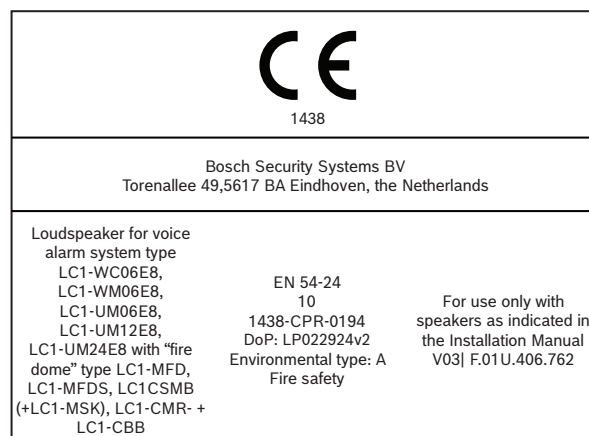 CE
1438
Bosch Security Systems BV
Torenallee 49,5617 BA Eindhoven, the Netherlands
Loudspeaker for voice
alarm system type
LC1-WC06E8,
LC1-WM06E8,
LC1-UM06E8,
LC1-UM12E8,
LC1-UM24E8 with “fire
dome” type LC1-MFD,
LC1-MFDS, LC1CSMB
(+LC1-MSK), LC1-CMR- +
LC1-CBB
EN 54-24
10
1438-CPR-0194
DoP: LP022924v2
Environmental type: A
Fire safety
For use only with
speakers as indicated in
the Installation Manual
V03| F.01U.406.762